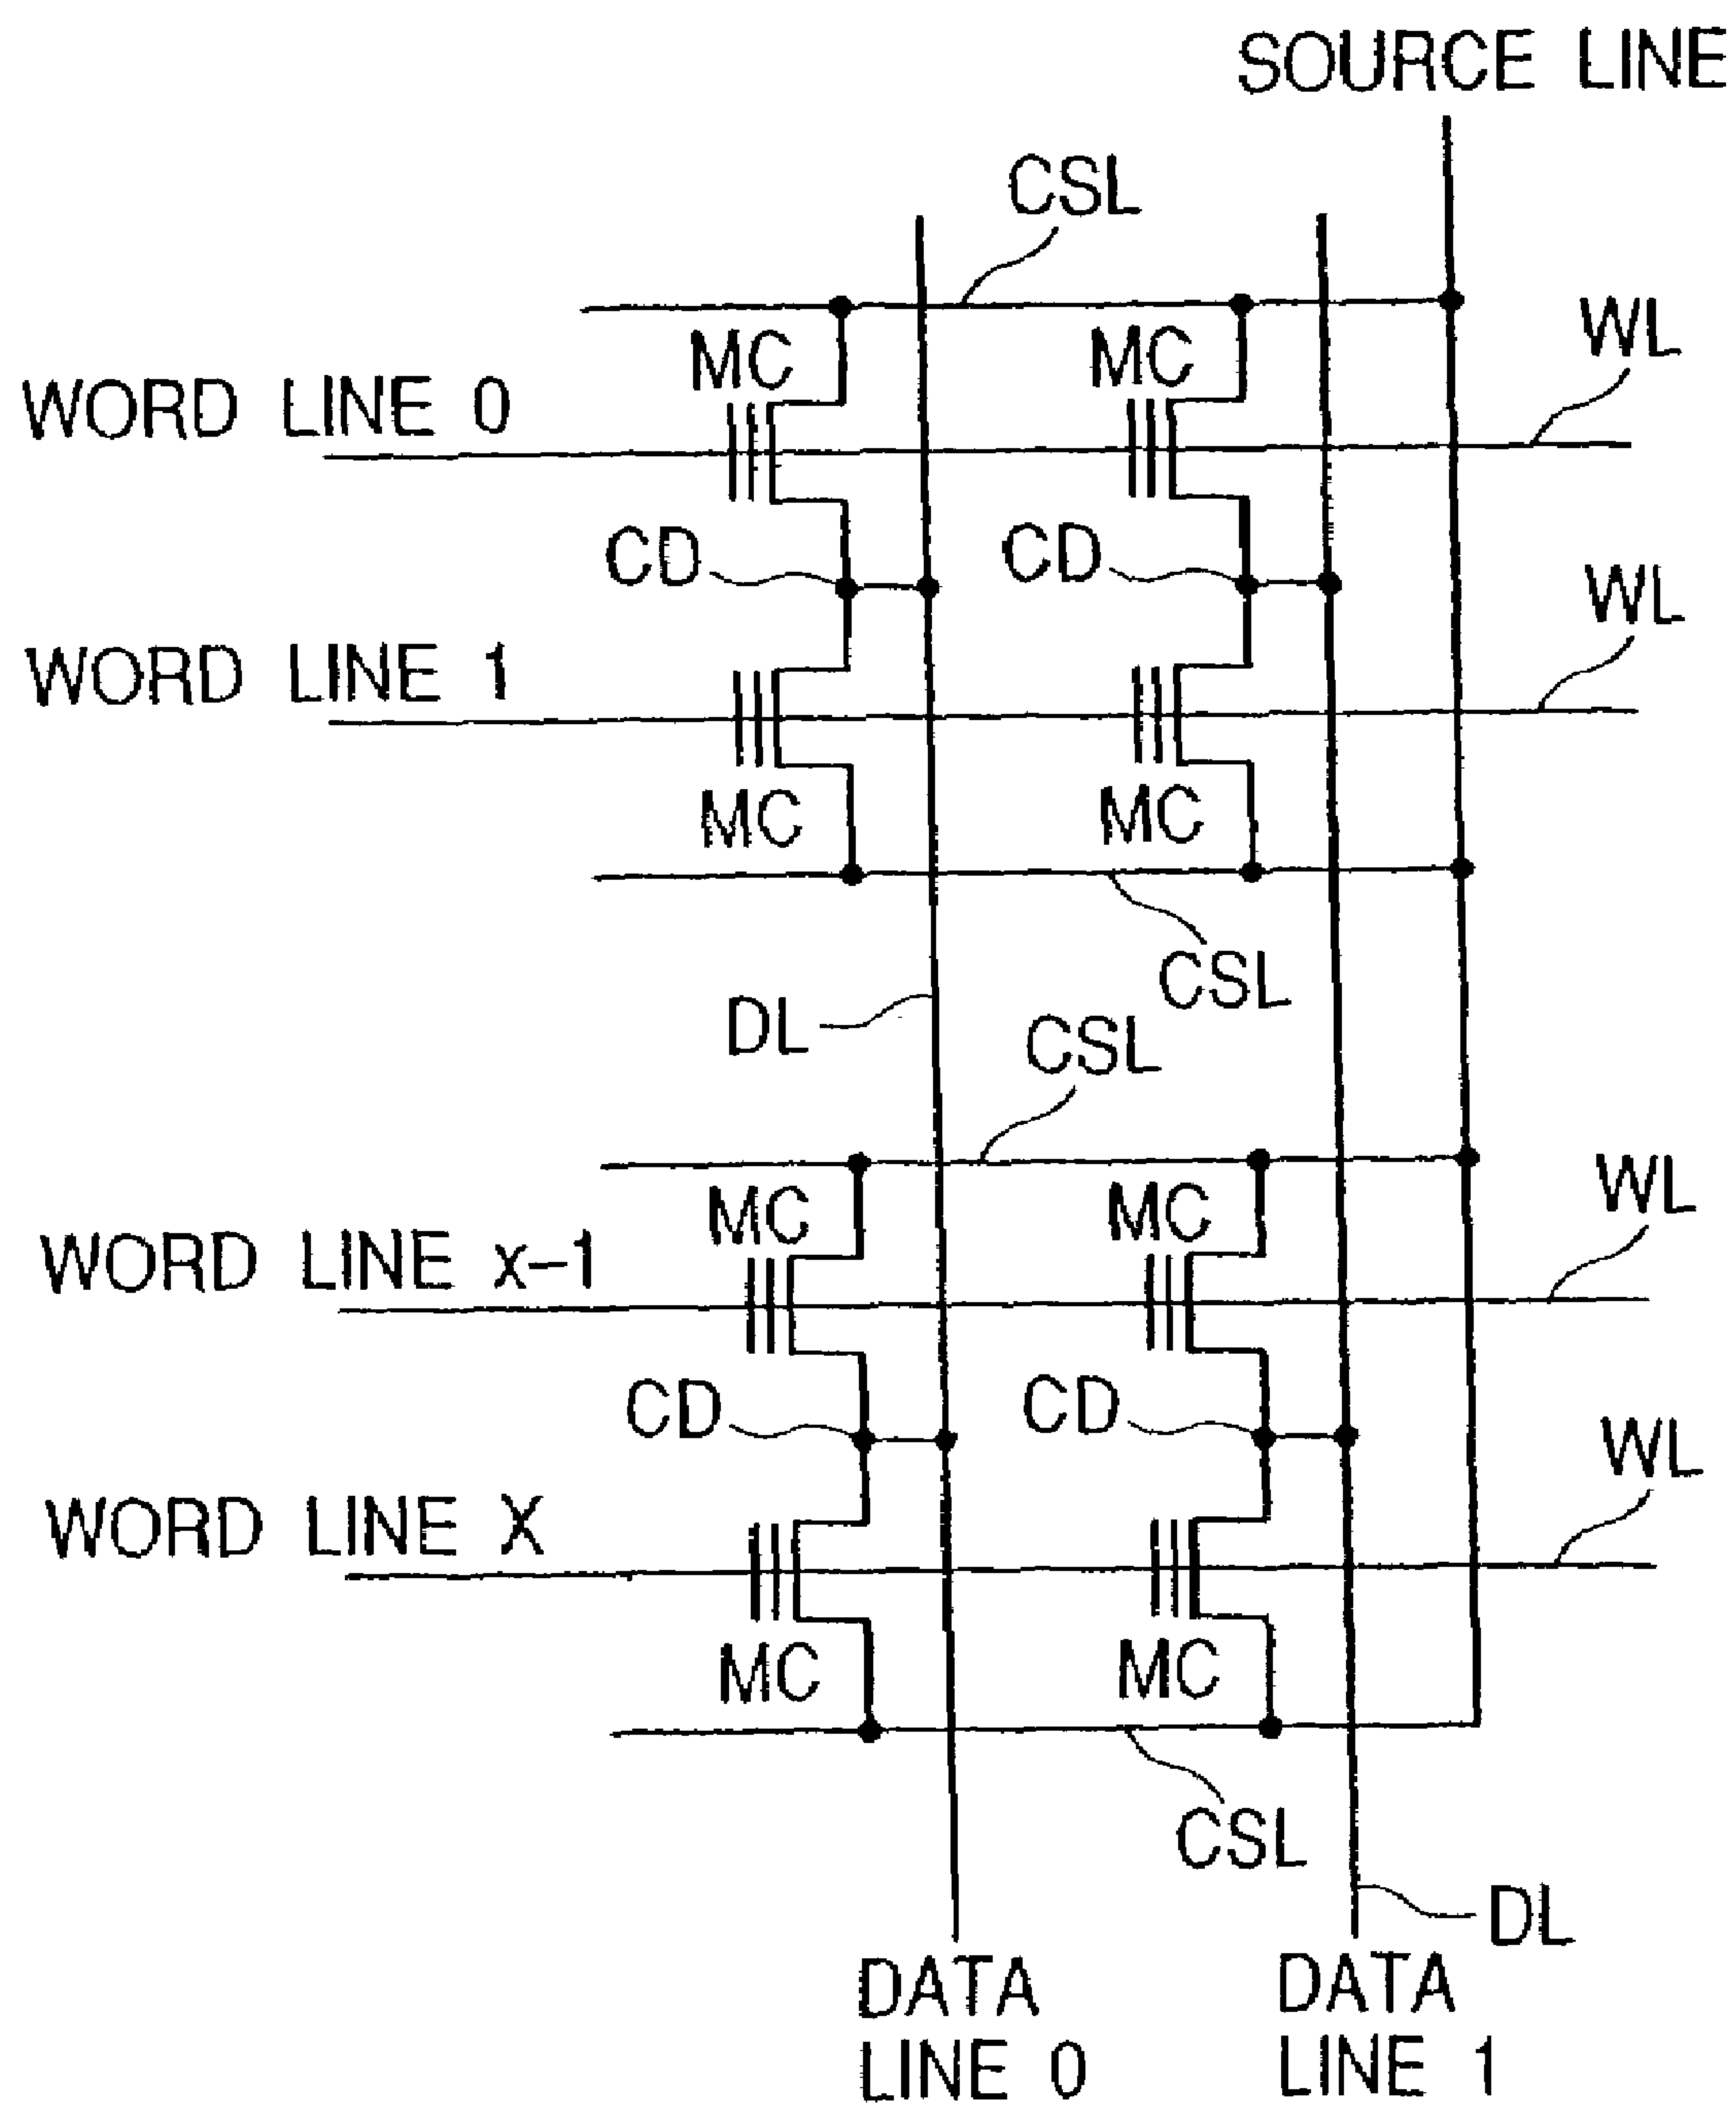 SOURCE LINE
CSL
MC MC WL
WORD LINE 0
CD CD
WL
WORD LINE 1
MC MC
CSL
DL
CSL
MC MC WL
WORD LINE x-1
CD CD
WL
WORD LINE X
MC MC
CSL
DL
DATA LINE 0
DATA LINE 1